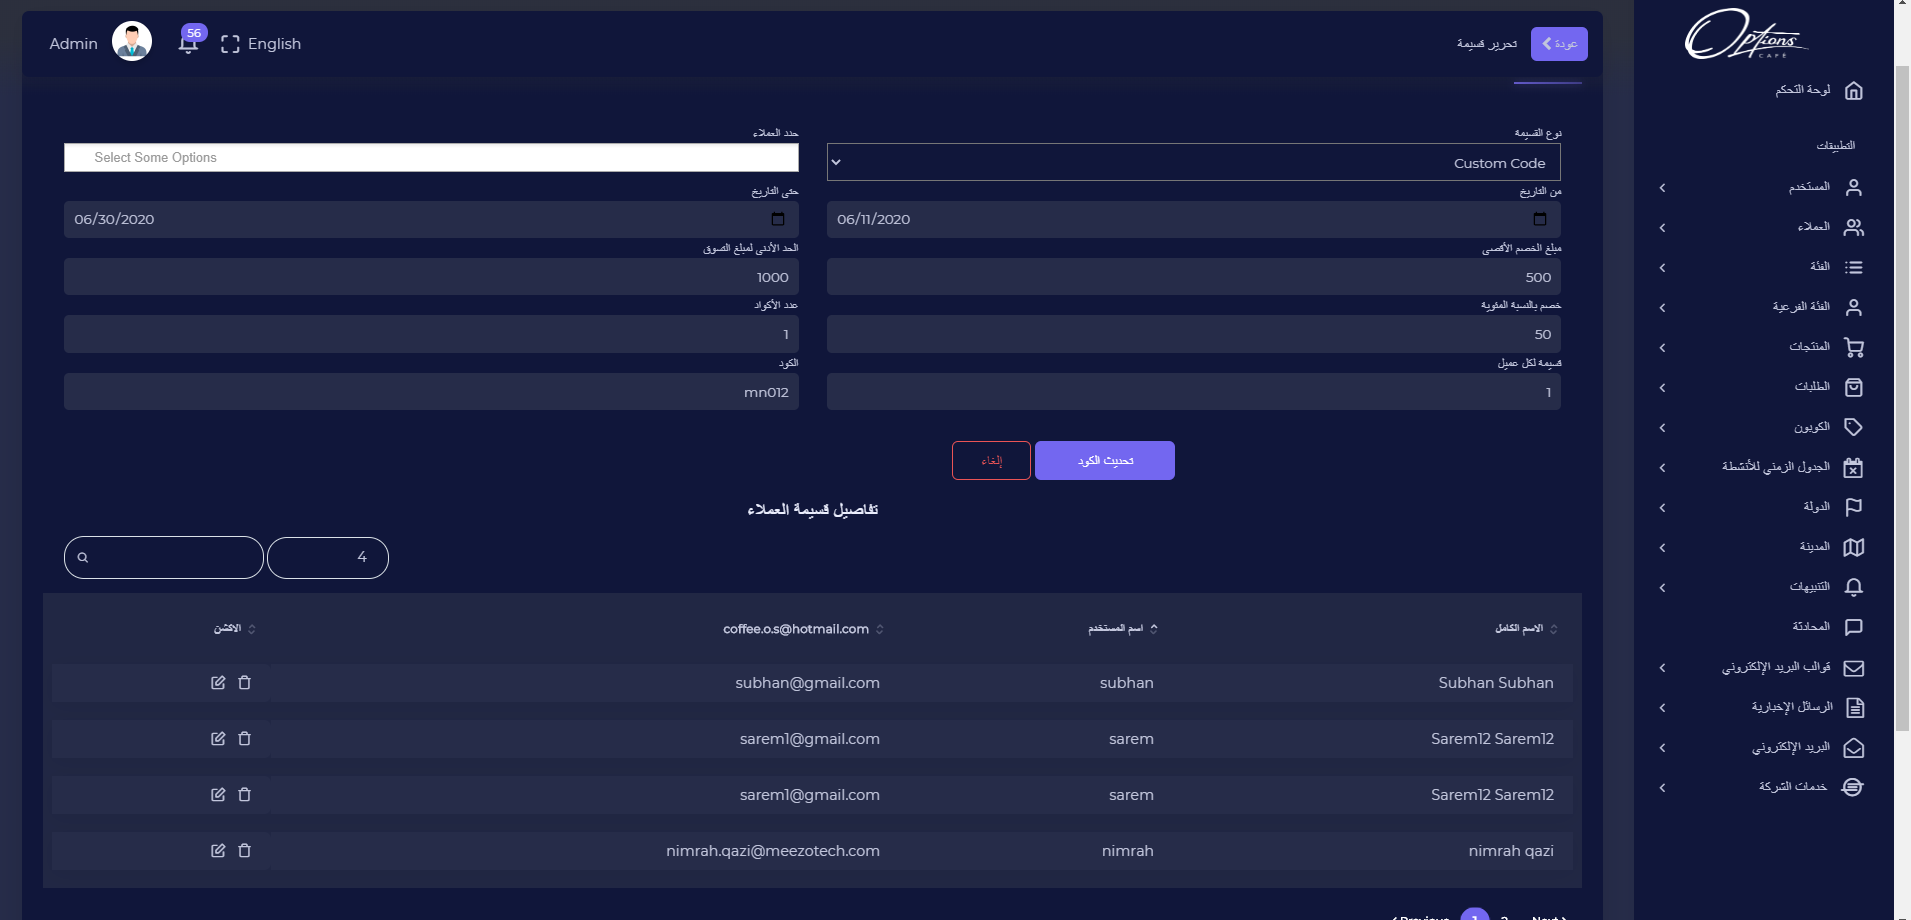 Options
CAFE
Admin
56
English
تحرير قسيمة
عودة
لوحة التحكم
التطبيقات
المستخدم
العملاء
الفئة
الفئة الفرعية
المنتجات
الطلبات
الكوبون
الجدول الزمني للأنشطة
الدولة
المدينة
التنبيهات
المحادثة
قوالب البريد الإلكتروني
الرسائل الإخبارية
البريد الإلكتروني
خدمات الشركة
نوع القسيمة
Custom Code
حدد العملاء
Select Some Options
من التاريخ
06/11/2020
حتى التاريخ
06/30/2020
مبلغ الخصم الأقصى
500
الحد الأدنى لمبلغ التسوق
1000
خصم بالنسبة المئوية
50
عدد الأكواد
1
قسيمة لكل عميل
1
الكود
mn012
تحديث الكود
إلغاء
تفاصيل قسيمة العملاء
4
الاسم الكامل اسم المستخدم coffee.o.s@hotmail.com الاكشن
Subhan Subhan subhan subhan@gmail.com
Sarem12 Sarem12 sarem sarem1@gmail.com
Sarem12 Sarem12 sarem sarem1@gmail.com
nimrah qazi nimrah nimrah.qazi@meezotech.com
Previous 1 2 Next